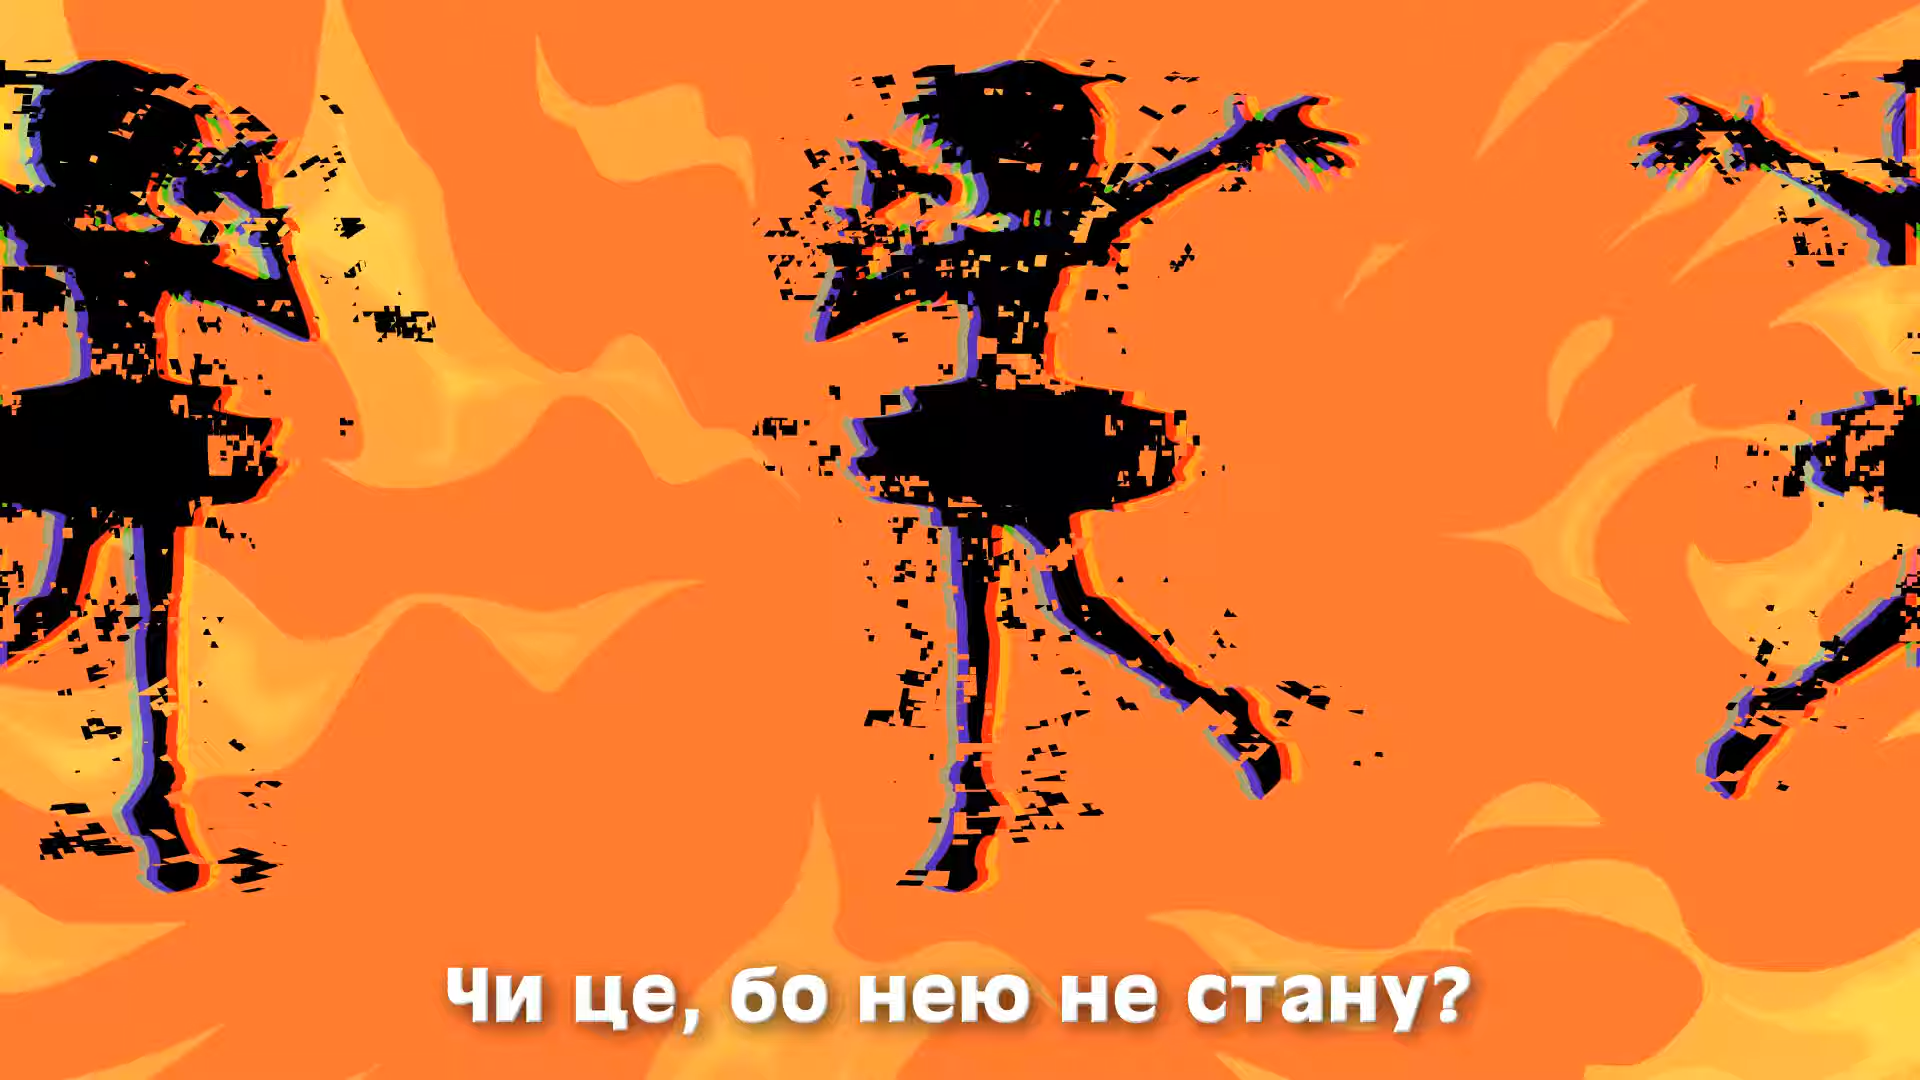 Чи це, бо нею не стану?